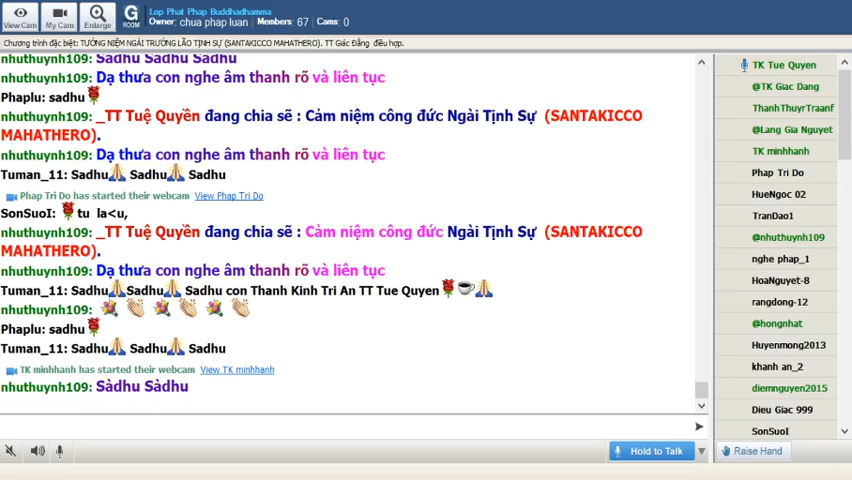 View Cam
My Cam
Enlarge
G
ROOM
Lop Phat Phap Buddhadhamma
Owner: chua phap luan / Members: 67 / Cams: 0
Chương trình đặc biệt: TƯỞNG NIỆM NGÀI TRƯỞNG LÃO TỊNH SỰ (SANTAKICCO MAHATHERO). TT Giác Đẳng điều hợp.
nhuthuynh109: Sàdhu Sàdhu Sàdhu
nhuthuynh109: Dạ thưa con nghe âm thanh rõ và liên tục
Phaplu: sadhu
nhuthuynh109: _TT Tuệ Quyền đang chia sẽ : Cảm niệm công đức Ngài Tịnh Sự (SANTAKICCO
MAHATHERO).
nhuthuynh109: Dạ thưa con nghe âm thanh rõ và liên tục
Tuman_11: Sadhu Sadhu Sadhu
Phap Tri Do has started their webcam View Phap Tri Do
SonSuoI: tu la<u,
nhuthuynh109: _TT Tuệ Quyền đang chia sẽ : Cảm niệm công đức Ngài Tịnh Sự (SANTAKICCO
MAHATHERO).
nhuthuynh109: Dạ thưa con nghe âm thanh rõ và liên tục
Tuman_11: Sadhu Sadhu Sadhu con Thanh Kinh Tri An TT Tue Quyen
nhuthuynh109:
Phaplu: sadhu
Tuman_11: Sadhu Sadhu Sadhu
TK minhhanh has started their webcam View TK minhhanh
nhuthuynh109: Sàdhu Sàdhu
Hold to Talk
TK Tue Quyen
@TK Giac Dang
ThanhThuyrTraanf
@Lang Gia Nguyet
TK minhhanh
Phap Tri Do
HueNgoc 02
TranDao1
@nhuthuynh109
nghe phap_1
HoaNguyet-8
rangdong-12
@hongnhat
Huyenmong2013
khanh an_2
diemnguyen2015
Dieu Giac 999
SonSuoI
Raise Hand